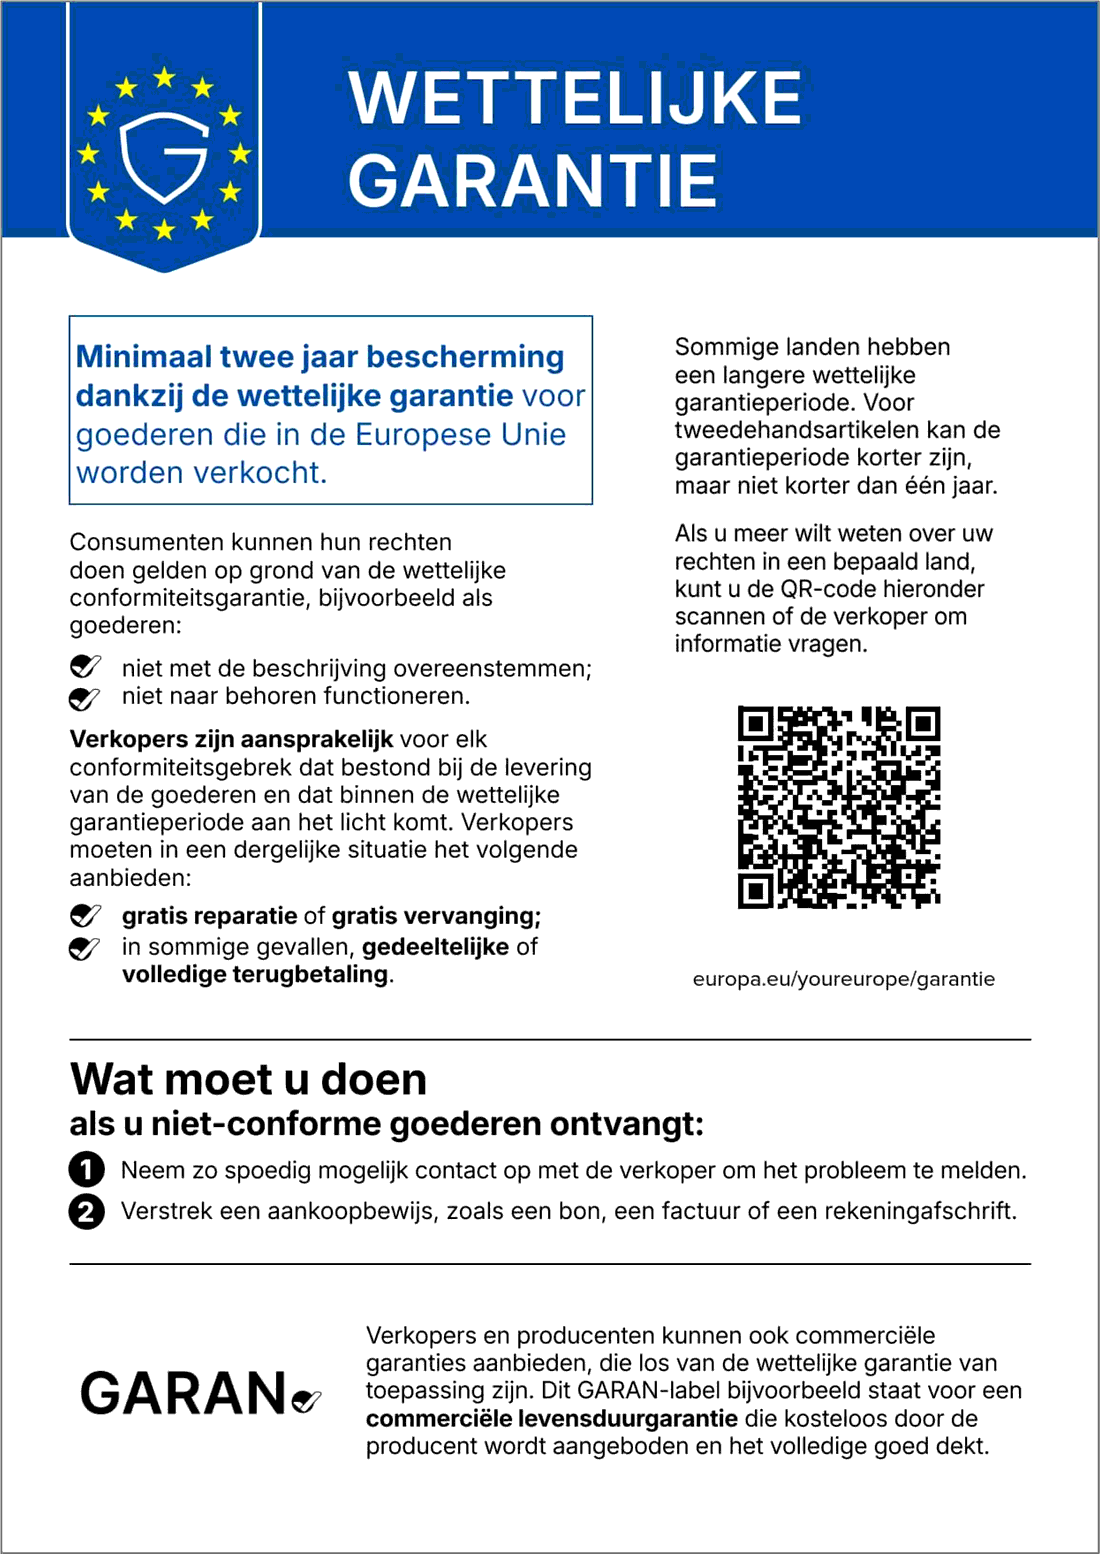 WETTELIJKE
GARANTIE
Minimaal twee jaar bescherming
dankzij de wettelijke garantie voor
goederen die in de Europese Unie
worden verkocht.
Consumenten kunnen hun rechten
doen gelden op grond van de wettelijke
conformiteitsgarantie, bijvoorbeeld als
goederen:
niet met de beschrijving overeenstemmen;
niet naar behoren functioneren.
Verkopers zijn aansprakelijk voor elk
conformiteitsgebrek dat bestond bij de levering
van de goederen en dat binnen de wettelijke
garantieperiode aan het licht komt. Verkopers
moeten in een dergelijke situatie het volgende
aanbieden:
gratis reparatie of gratis vervanging;
in sommige gevallen, gedeeltelijke of
volledige terugbetaling.
Sommige landen hebben
een langere wettelijke
garantieperiode. Voor
tweedehandsartikelen kan de
garantieperiode korter zijn,
maar niet korter dan één jaar.
Als u meer wilt weten over uw
rechten in een bepaald land,
kunt u de QR-code hieronder
scannen of de verkoper om
informatie vragen.
europa.eu/youreurope/garantie
Wat moet u doen
als u niet-conforme goederen ontvangt:
1 Neem zo spoedig mogelijk contact op met de verkoper om het probleem te melden.
2 Verstrek een aankoopbewijs, zoals een bon, een factuur of een rekeningafschrift.
GARAN
Verkopers en producenten kunnen ook commerciële
garanties aanbieden, die los van de wettelijke garantie van
toepassing zijn. Dit GARAN-label bijvoorbeeld staat voor een
commerciële levensduurgarantie die kosteloos door de
producent wordt aangeboden en het volledige goed dekt.